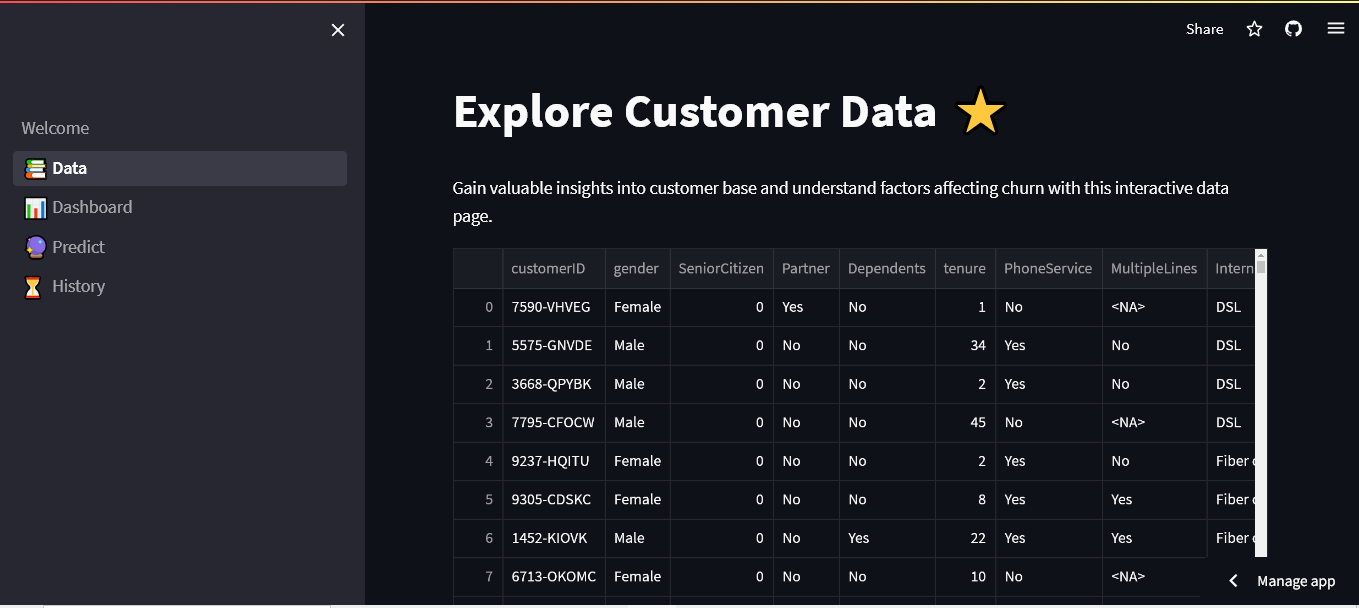 Share
Welcome
Data
Dashboard
Predict
History
Explore Customer Data
Gain valuable insights into customer base and understand factors affecting churn with this interactive data
page.
customerID gender SeniorCitizen Partner Dependents tenure PhoneService MultipleLines Intern
0 7590-VHVEG Female 0 Yes No 1 No <NA> DSL
1 5575-GNVDE Male 0 No No 34 Yes No DSL
2 3668-QPYBK Male 0 No No 2 Yes No DSL
3 7795-CFOCW Male 0 No No 45 No <NA> DSL
4 9237-HQITU Female 0 No No 2 Yes No Fiber
5 9305-CDSKC Female 0 No No 8 Yes Yes Fiber
6 1452-KIOVK Male 0 No Yes 22 Yes Yes Fiber
7 6713-OKOMC Female 0 No No 10 No <NA>
Manage app